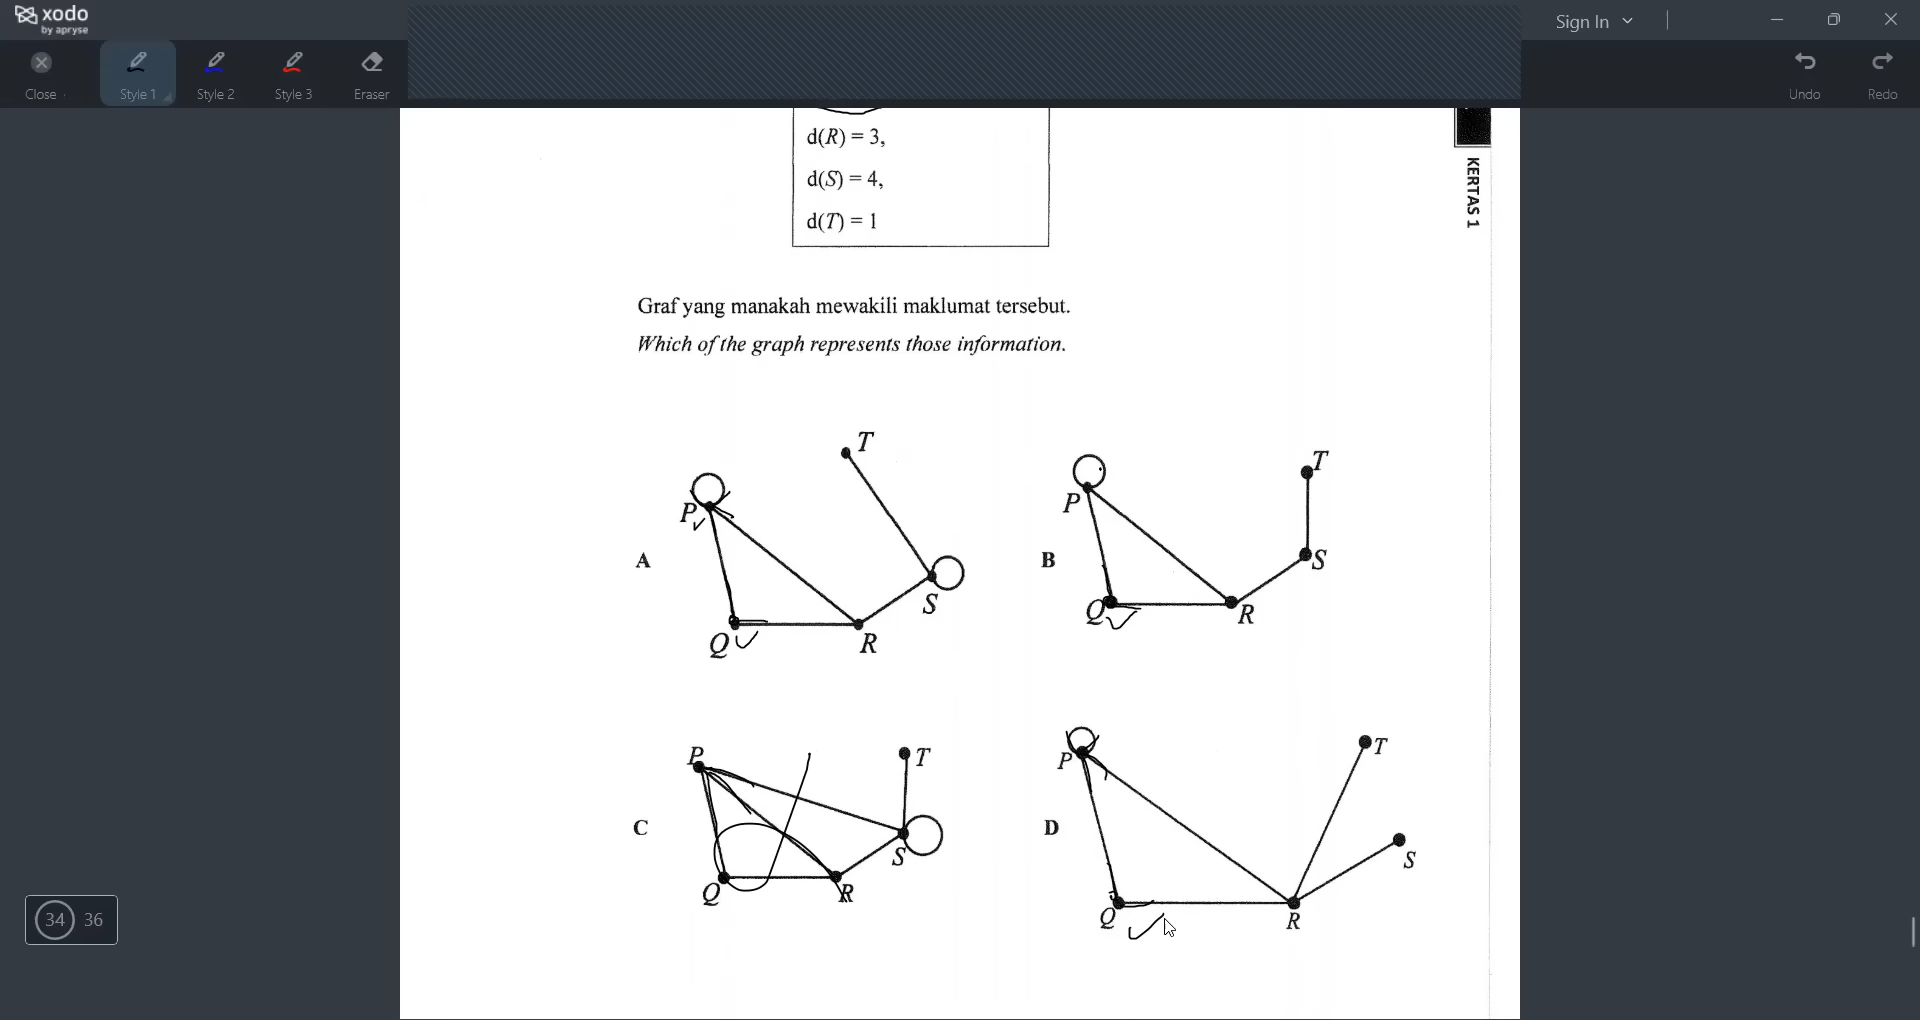 xodo
by apryse
Sign In
Close
Style 1
Style 2
Style 3
Eraser
Undo
Redo
d(R) = 3,
d(S) = 4,
d(T) = 1
KERTAS 1
Graf yang manakah mewakili maklumat tersebut.
Which of the graph represents those information.
T
P
A
S
Q
R
T
P
B
S
Q
R
P
T
C
S
Q
R
P
T
D
S
Q
R
34 36